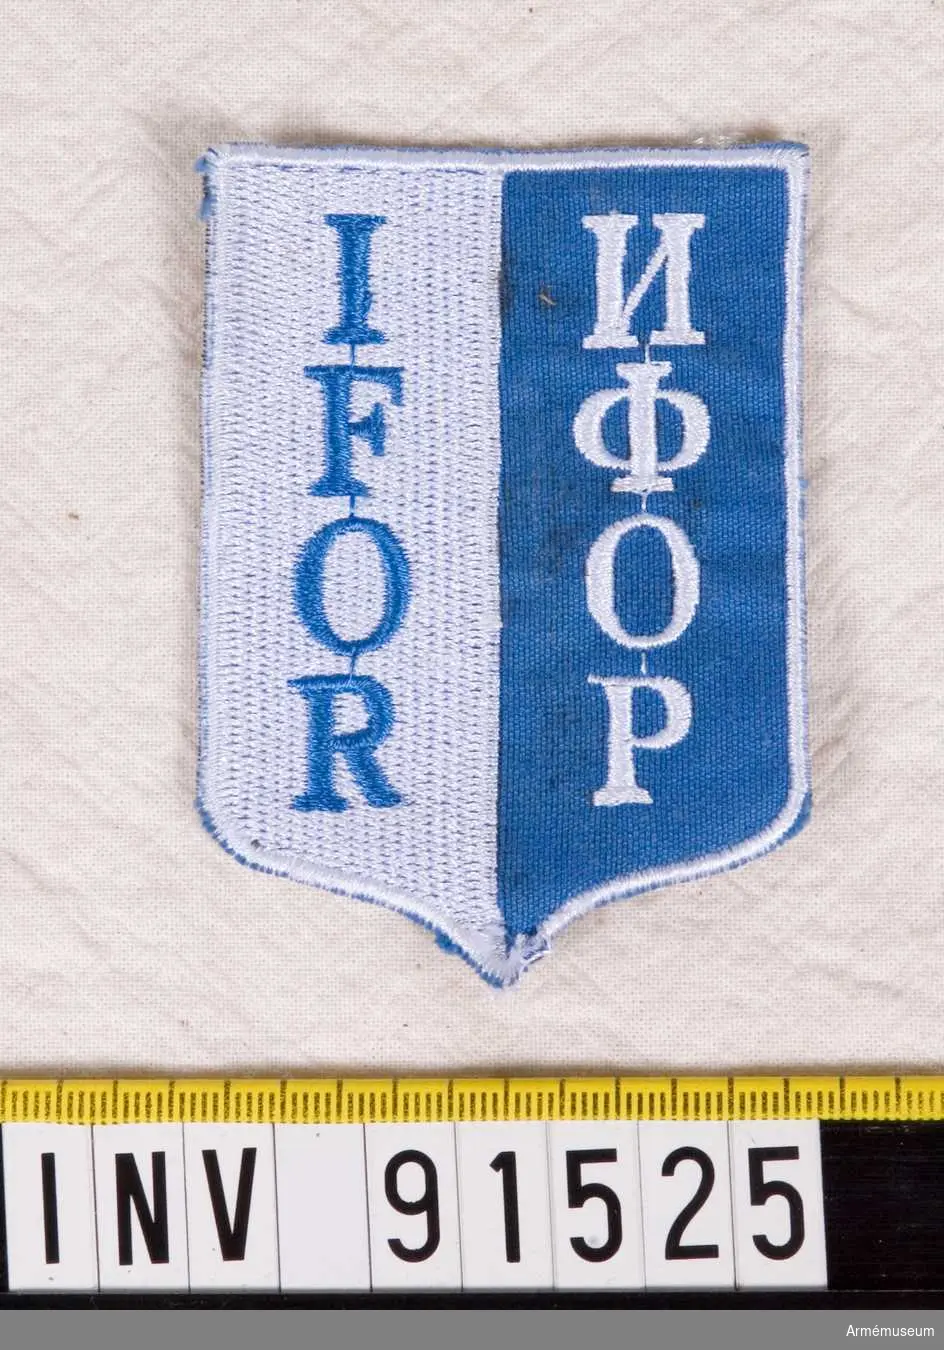 IFOR
ИФОР
INV 91525
Armémuseum